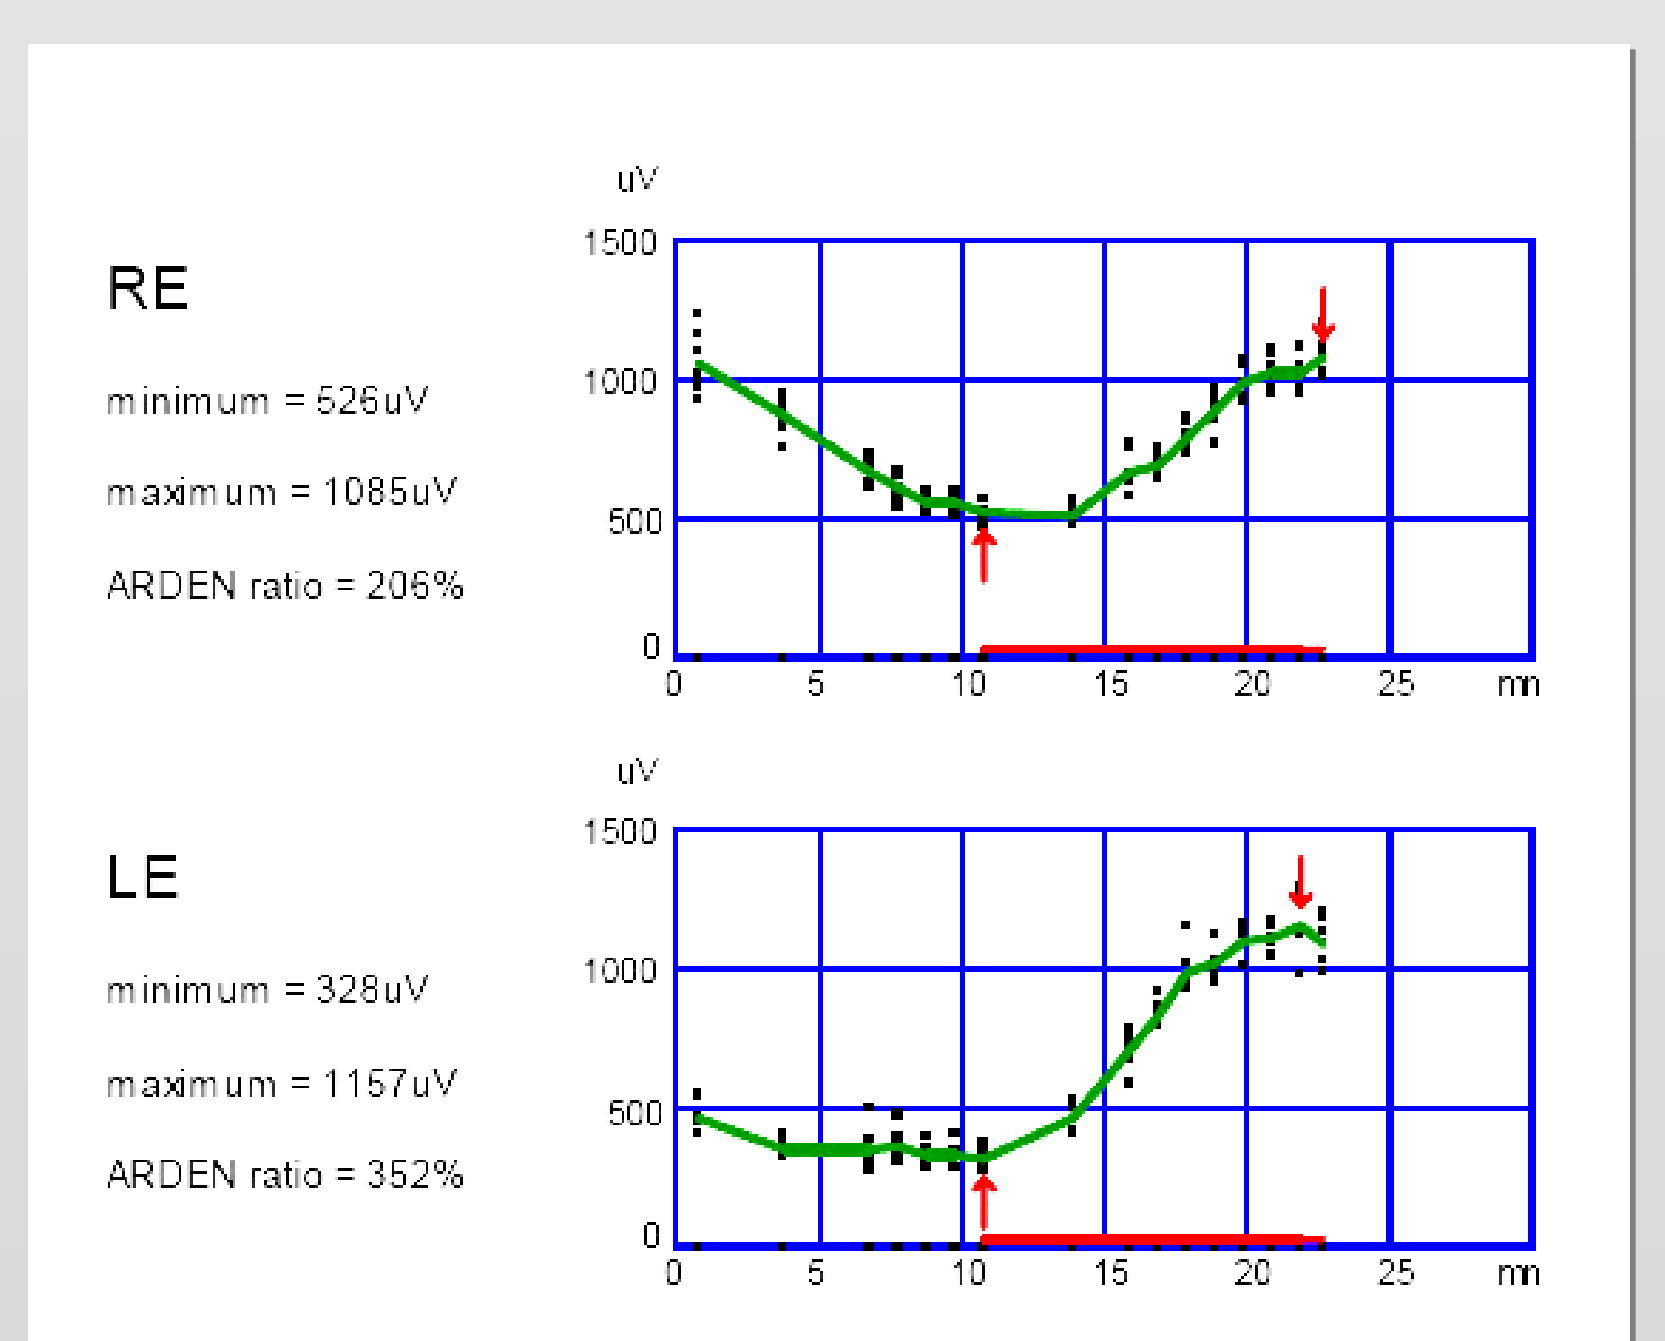 uV
1500
RE
minimum = 526uV
1000
maximum = 1085uV
500
ARDEN ratio = 206%
0
0 5 10 15 20 25 mn
uV
1500
LE
minimum = 328uV
1000
maximum = 1157uV
500
ARDEN ratio = 352%
0
0 5 10 15 20 25 mn